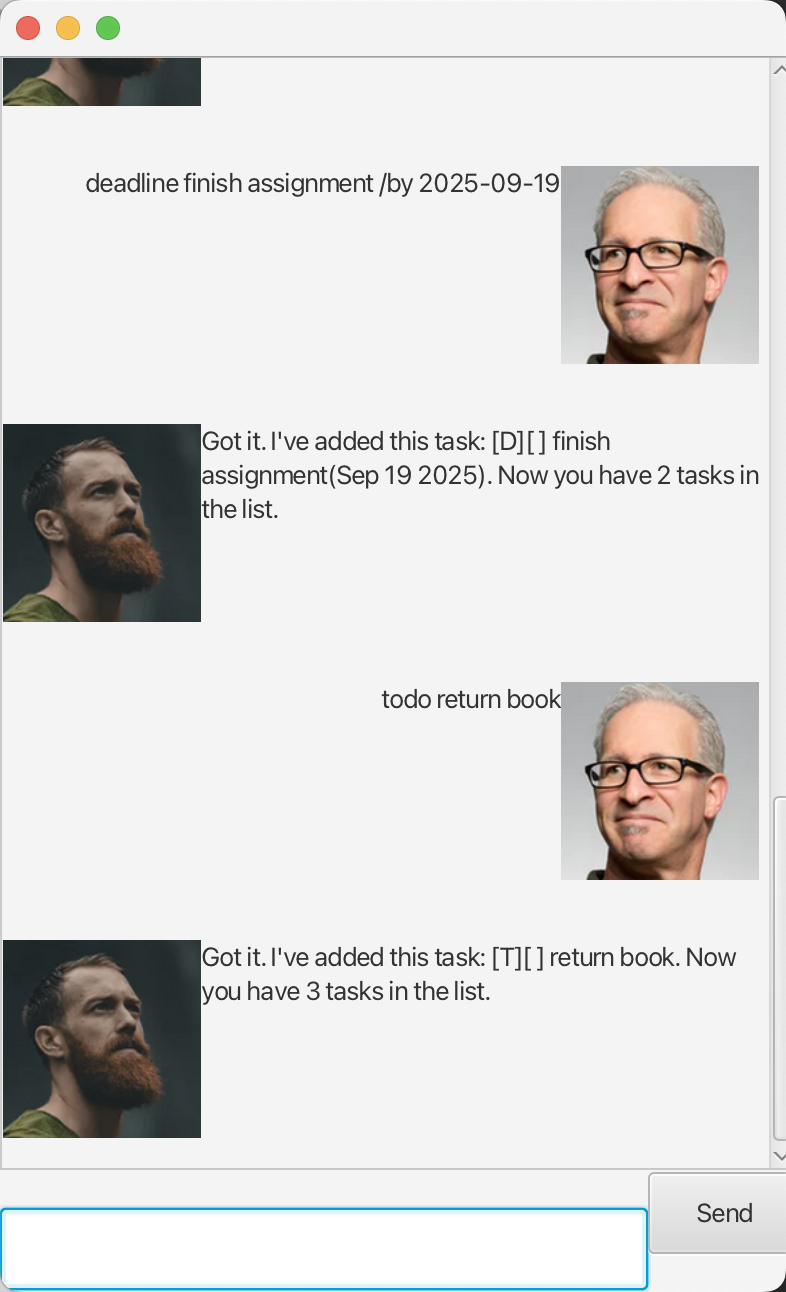 deadline finish assignment /by 2025-09-19
Got it. I've added this task: [D][ ] finish
assignment(Sep 19 2025). Now you have 2 tasks in
the list.
todo return book
Got it. I've added this task: [T][ ] return book. Now
you have 3 tasks in the list.
Send